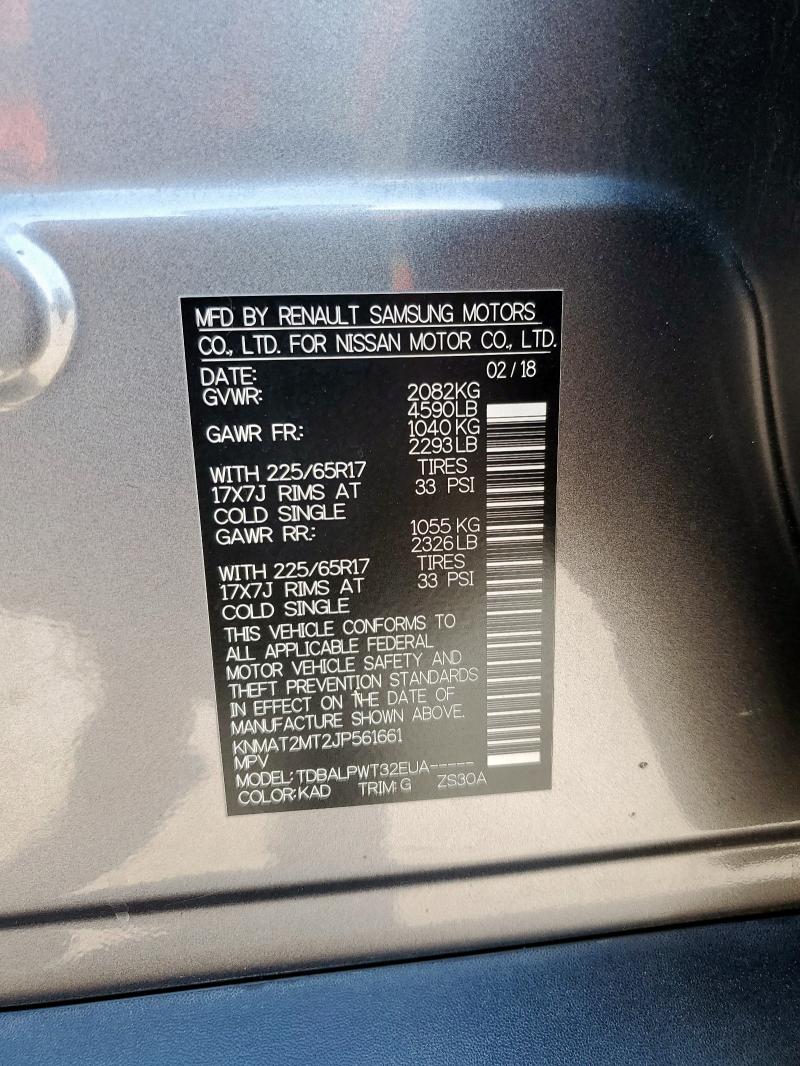 MFD BY RENAULT SAMSUNG MOTORS
CO., LTD. FOR NISSAN MOTOR CO., LTD.
DATE: 02/18
GVWR: 2082KG
4590LB
GAWR FR: 1040KG
2293LB
WITH 225/65R17 TIRES
17X7J RIMS AT 33 PSI
COLD SINGLE
GAWR RR: 1055KG
2326LB
WITH 225/65R17 TIRES
17X7J RIMS AT 33 PSI
COLD SINGLE
THIS VEHICLE CONFORMS TO
ALL APPLICABLE FEDERAL
MOTOR VEHICLE SAFETY AND
THEFT PREVENTION STANDARDS
IN EFFECT ON THE DATE OF
MANUFACTURE SHOWN ABOVE.
KNMAT2MT2JP561661
MPV
MODEL: TDBALPWT32EUA-----
COLOR: KAD TRIM: G ZS30A